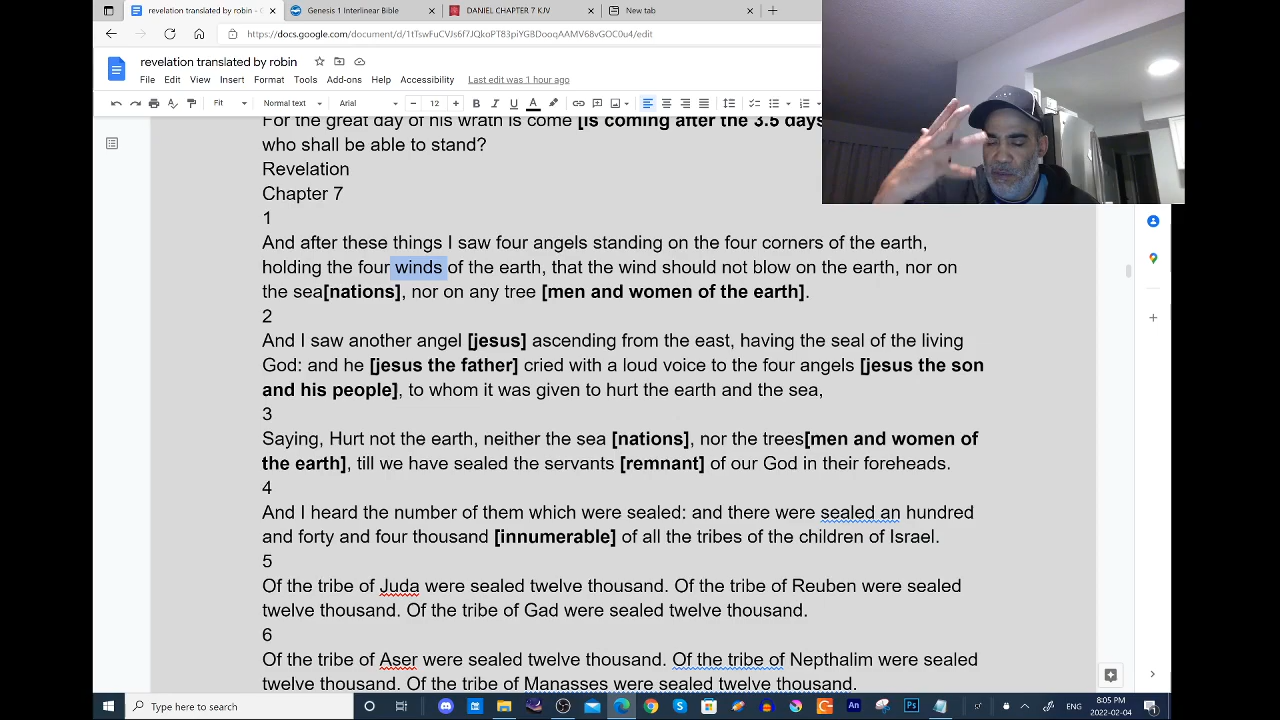 revelation translated by robin - G
Genesis 1 Interlinear Bible
DANIEL CHAPTER 7 KJV
New tab
https://docs.google.com/document/d/1tTswFuCVJs6f7JQkoPT83piYGBDooqAAMV68vGOC0u4/edit
revelation translated by robin
File Edit View Insert Format Tools Add-ons Help Accessibility Last edit was 1 hour ago
Fit Normal text Arial 12 B I U A
For the great day of his wrath is come [is coming after the 3.5 days
who shall be able to stand?
Revelation
Chapter 7
1
And after these things I saw four angels standing on the four corners of the earth,
holding the four winds of the earth, that the wind should not blow on the earth, nor on
the sea[nations], nor on any tree [men and women of the earth].
2
And I saw another angel [jesus] ascending from the east, having the seal of the living
God: and he [jesus the father] cried with a loud voice to the four angels [jesus the son
and his people], to whom it was given to hurt the earth and the sea,
3
Saying, Hurt not the earth, neither the sea [nations], nor the trees[men and women of
the earth], till we have sealed the servants [remnant] of our God in their foreheads.
4
And I heard the number of them which were sealed: and there were sealed an hundred
and forty and four thousand [innumerable] of all the tribes of the children of Israel.
5
Of the tribe of Juda were sealed twelve thousand. Of the tribe of Reuben were sealed
twelve thousand. Of the tribe of Gad were sealed twelve thousand.
6
Of the tribe of Aser were sealed twelve thousand. Of the tribe of Nepthalim were sealed
twelve thousand. Of the tribe of Manasses were sealed twelve thousand.
Type here to search
ENG
8:05 PM
2022-02-04